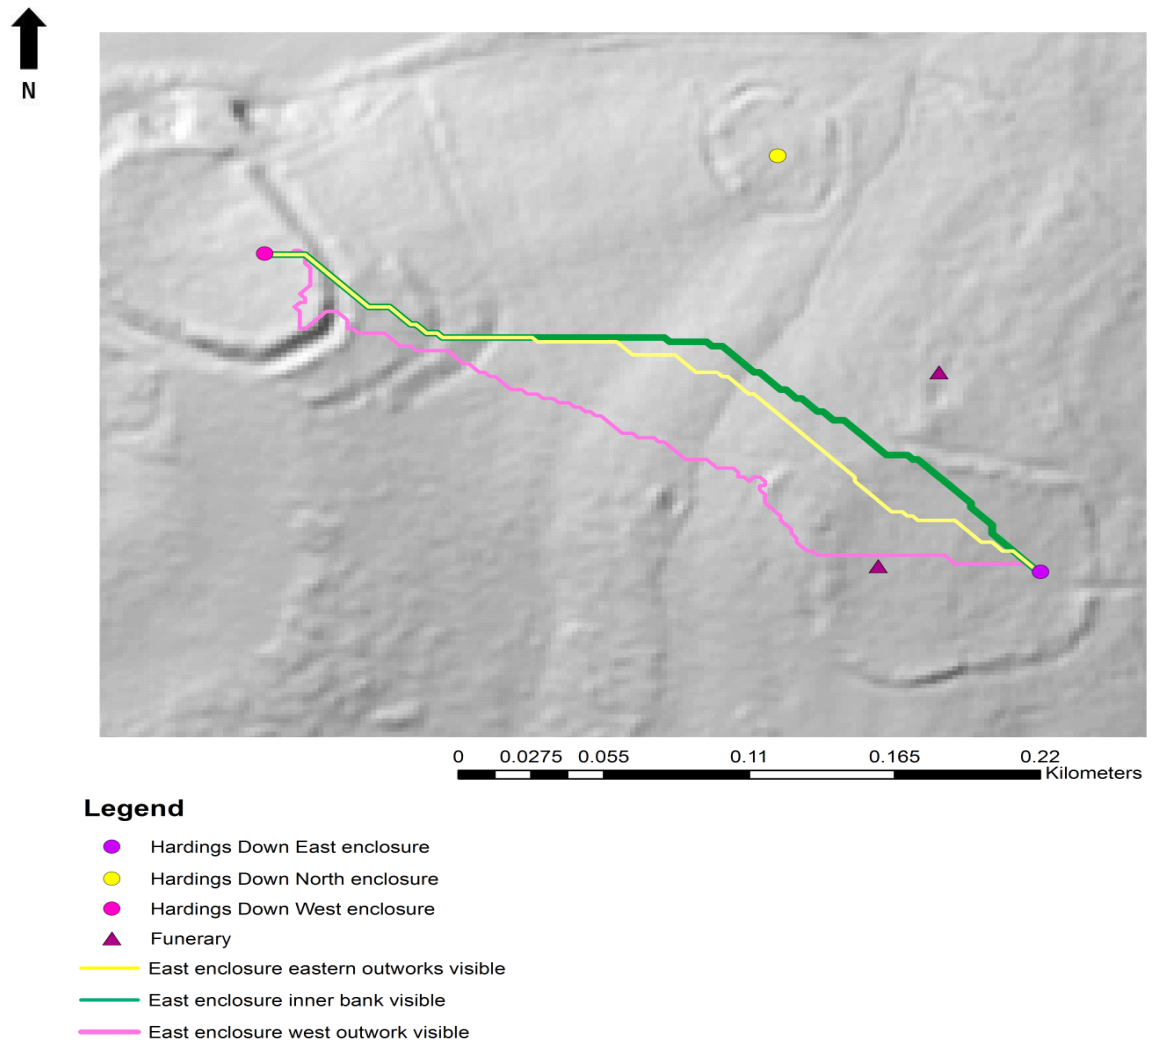 N
0 0.0275 0.055 0.11 0.165 0.22
Kilometers
Legend
Hardings Down East enclosure
Hardings Down North enclosure
Hardings Down West enclosure
Funerary
East enclosure eastern outworks visible
East enclosure inner bank visible
East enclosure west outwork visible